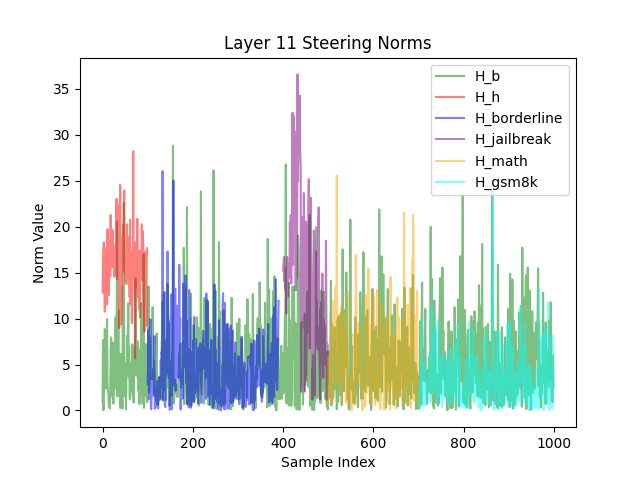 Layer 11 Steering Norms
Norm Value
35
30
25
20
15
10
5
0
H_b
H_h
H_borderline
H_jailbreak
H_math
H_gsm8k
0
200
400
600
800
1000
Sample Index